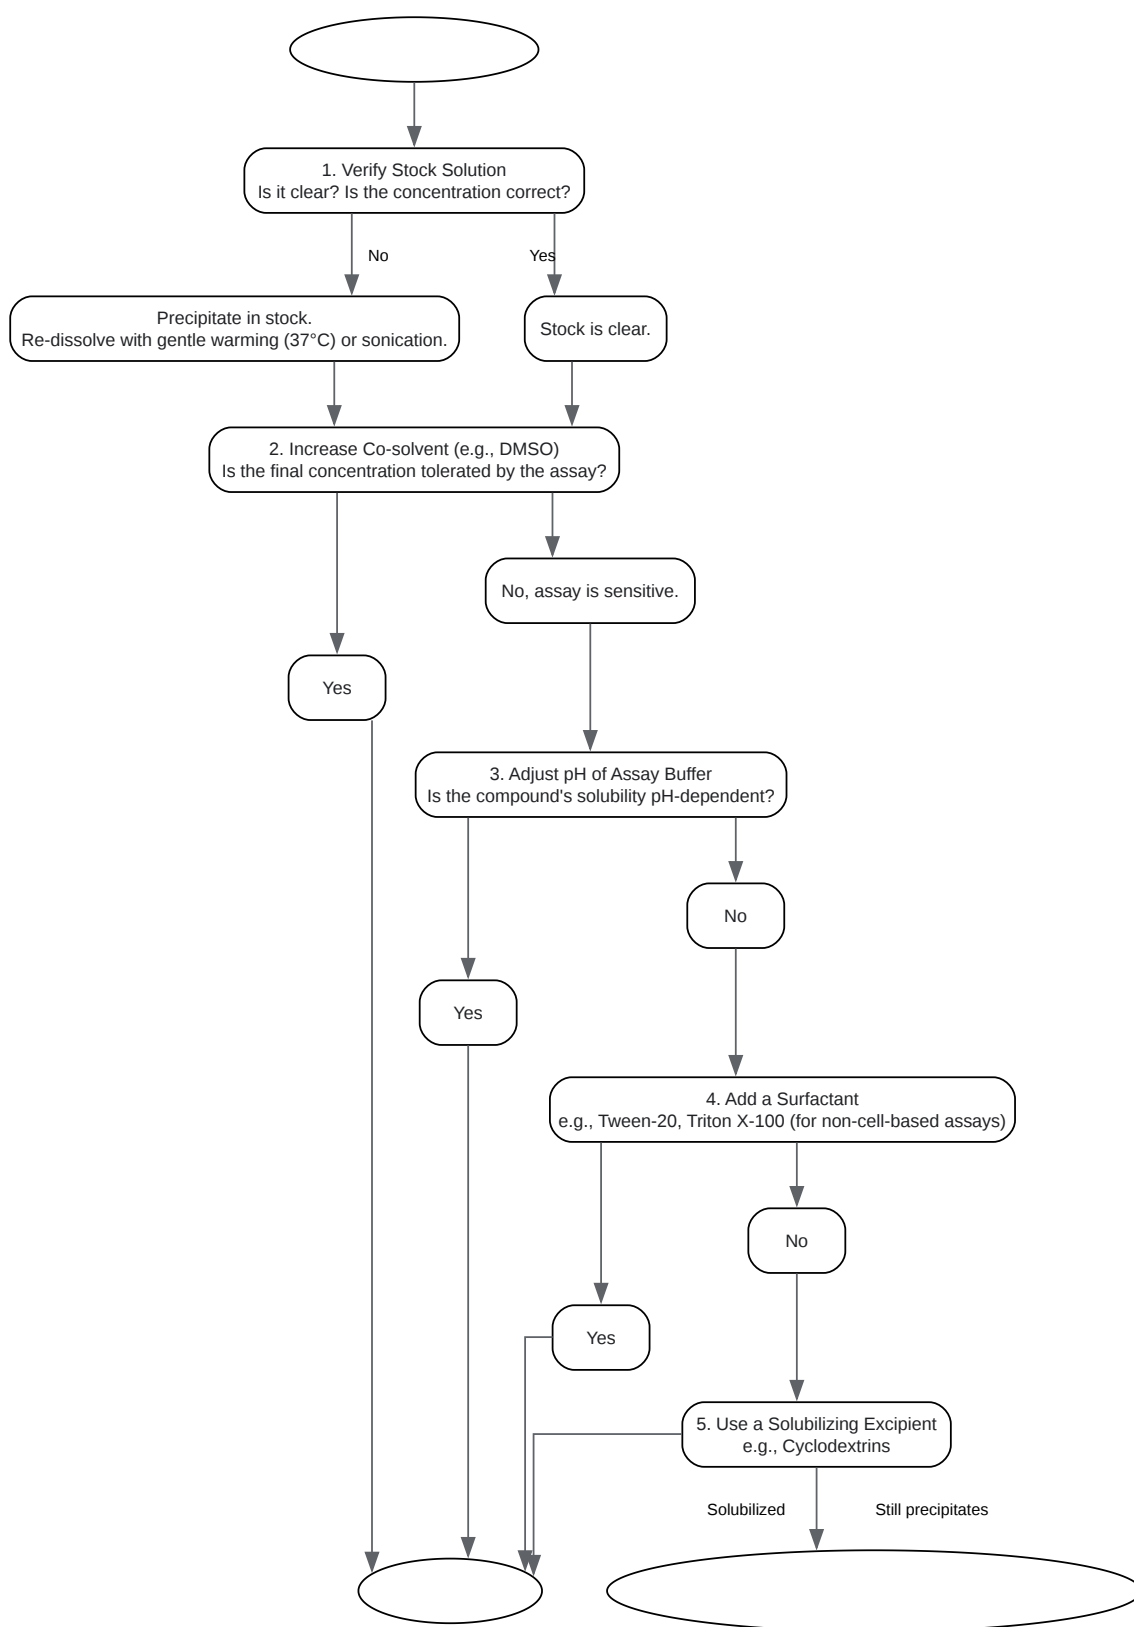 1. Verify Stock Solution
Is it clear? Is the concentration correct?
No
Yes
Precipitate in stock.
Re-dissolve with gentle warming (37°C) or sonication.
Stock is clear.
2. Increase Co-solvent (e.g., DMSO)
Is the final concentration tolerated by the assay?
No, assay is sensitive.
Yes
3. Adjust pH of Assay Buffer
Is the compound's solubility pH-dependent?
No
Yes
4. Add a Surfactant
e.g., Tween-20, Triton X-100 (for non-cell-based assays)
No
Yes
5. Use a Solubilizing Excipient
e.g., Cyclodextrins
Solubilized
Still precipitates